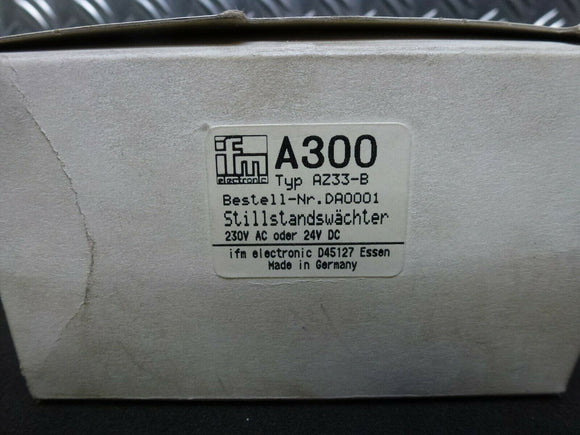 ifm electronic A300
Typ AZ33-B
Bestell-Nr.DA0001
Stillstandswächter
230V AC oder 24V DC
ifm electronic D45127 Essen
Made in Germany